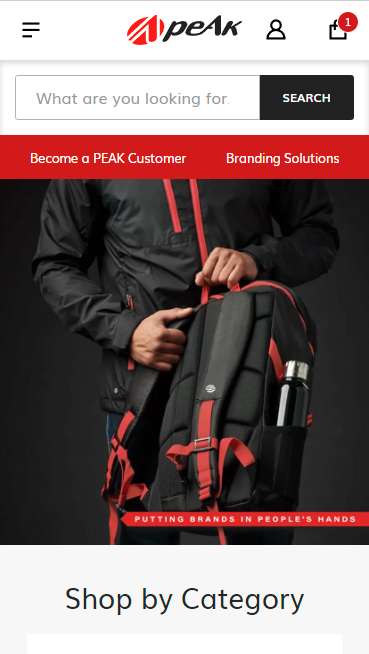 peak
1
What are you looking for
SEARCH
Become a PEAK Customer
Branding Solutions
PUTTING BRANDS IN PEOPLE'S HANDS
Shop by Category